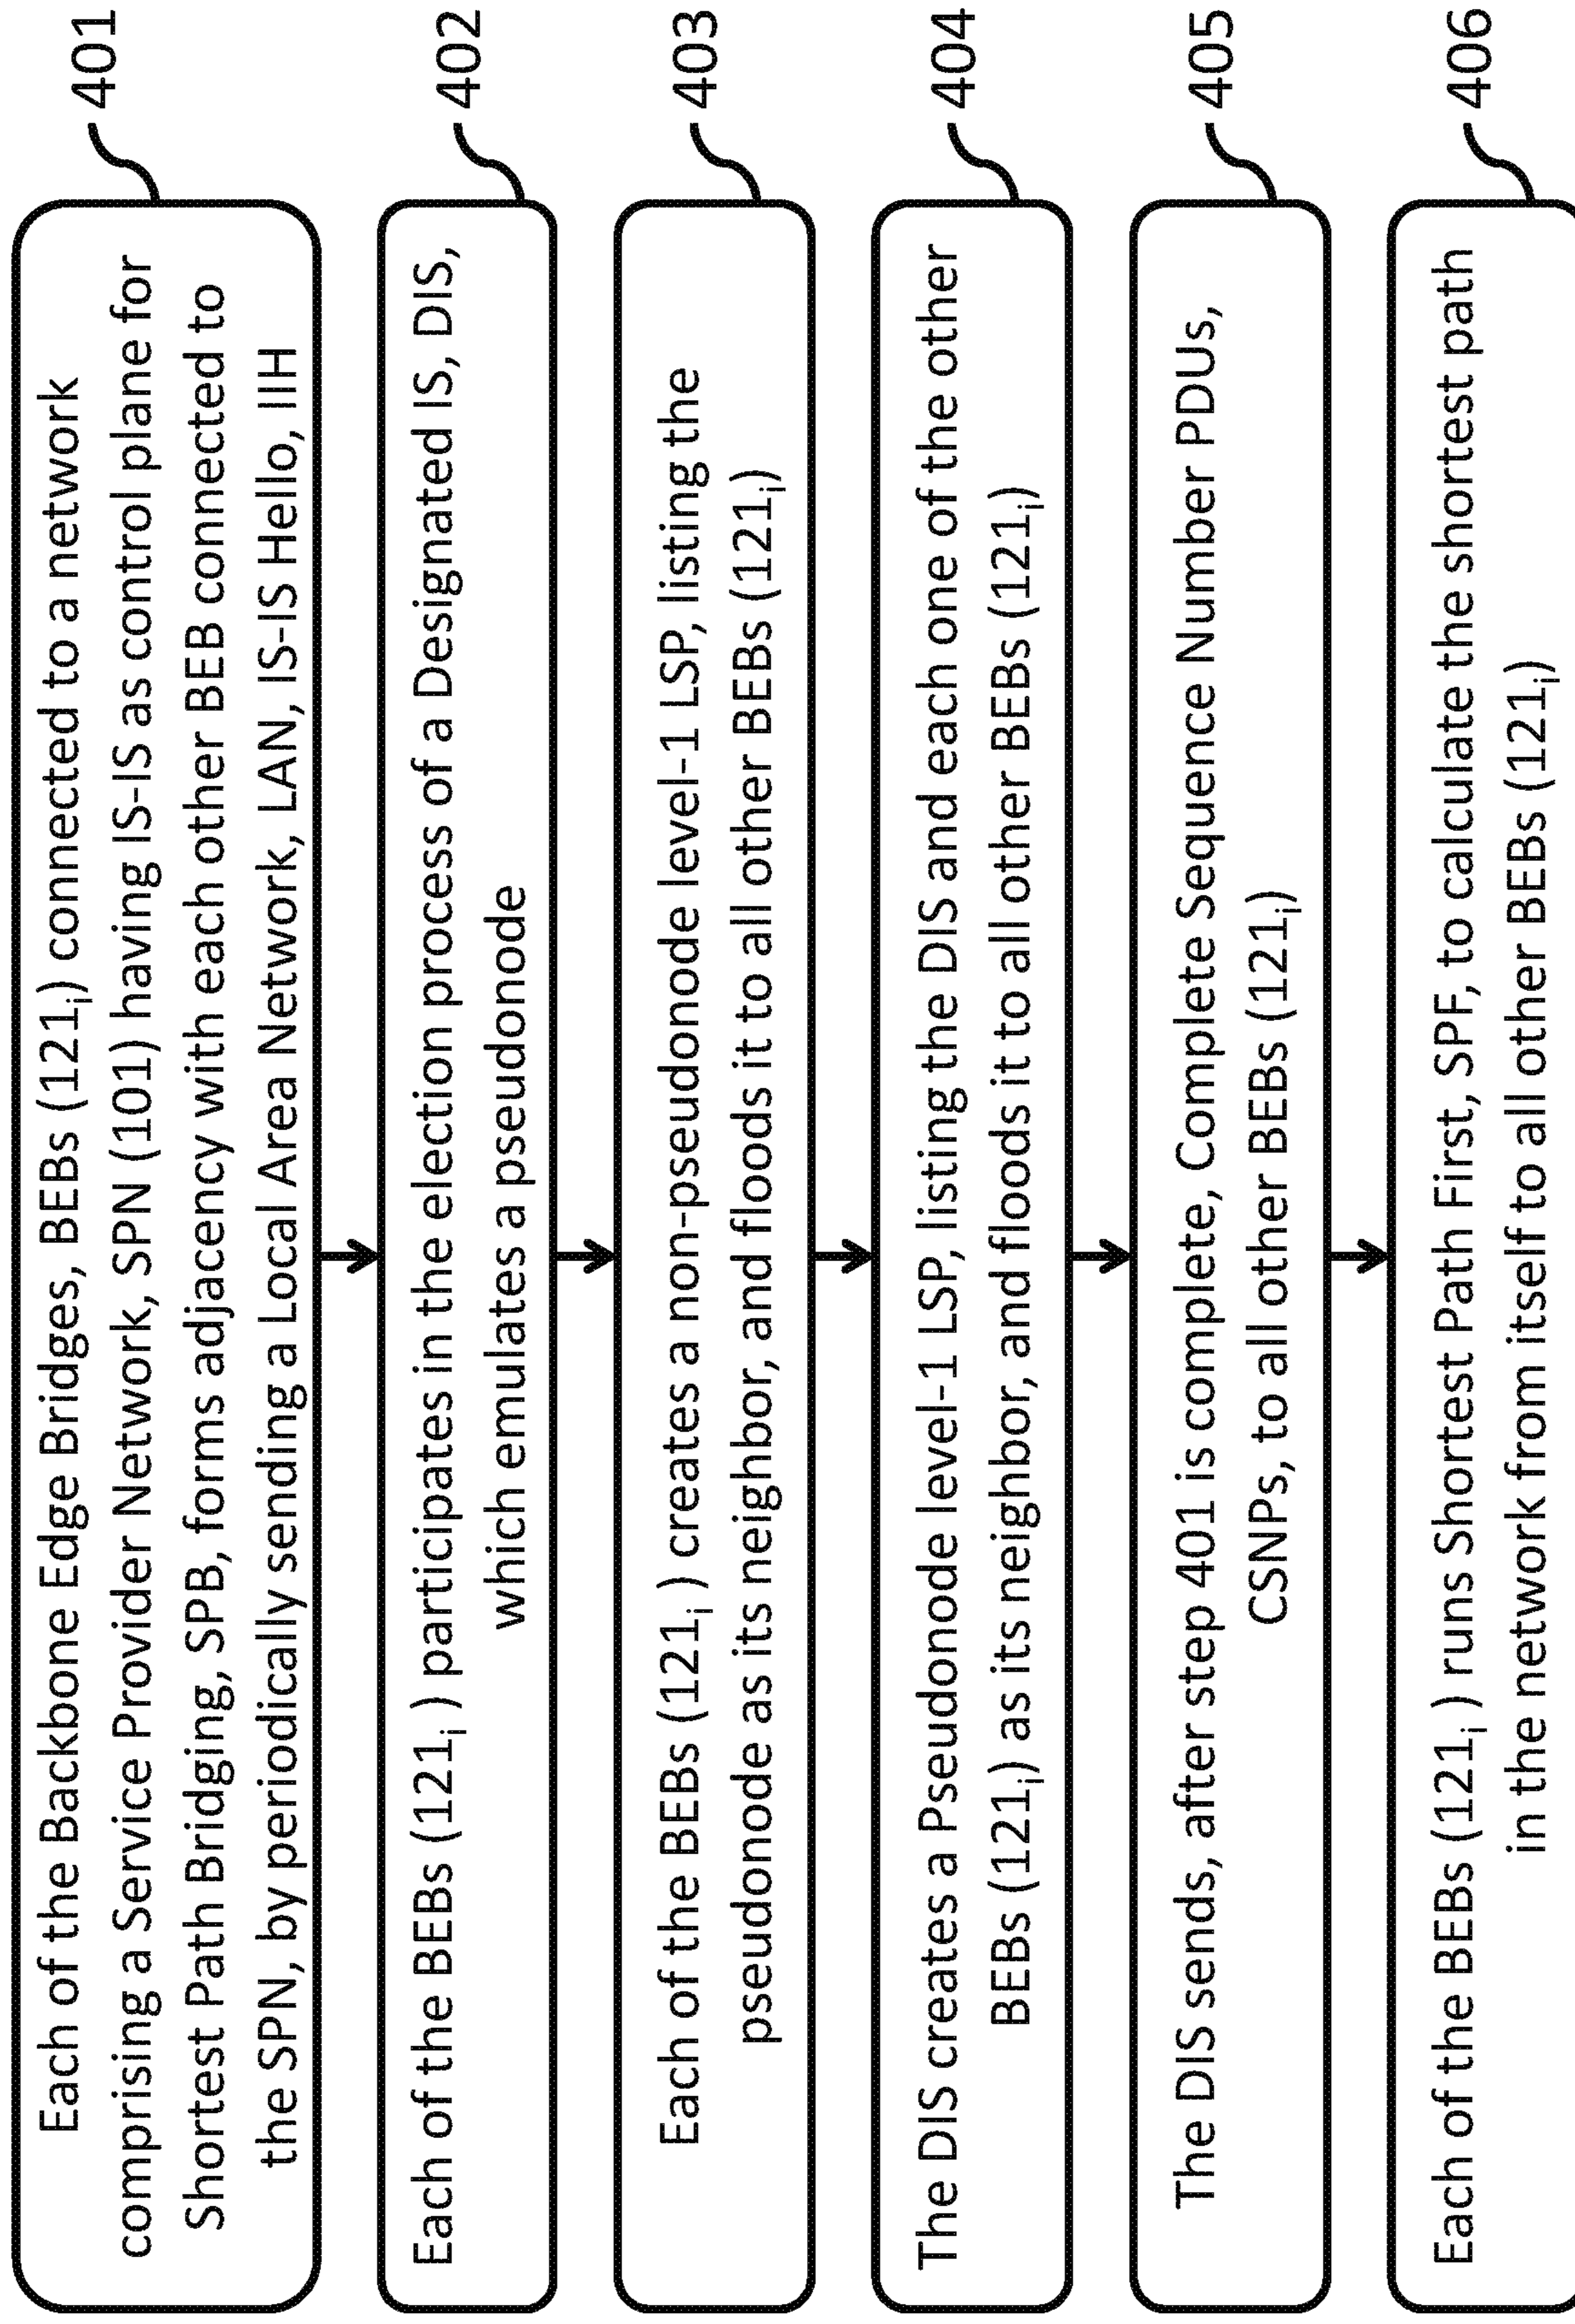 Each of the Backbone Edge Bridges, BEBs (121i) connected to a network
comprising a Service Provider Network, SPN (101) having IS-IS as control plane for
Shortest Path Bridging, SPB, forms adjacency with each other BEB connected to
the SPN, by periodically sending a Local Area Network, LAN, IS-IS Hello, IIH
401
Each of the BEBs (121i ) participates in the election process of a Designated IS, DIS,
which emulates a pseudonode
402
Each of the BEBs (121i ) creates a non-pseudonode level-1 LSP, listing the
pseudonode as its neighbor, and floods it to all other BEBs (121i)
403
The DIS creates a Pseudonode level-1 LSP, listing the DIS and each one of the other
BEBs (121i) as its neighbor, and floods it to all other BEBs (121i)
404
The DIS sends, after step 401 is complete, Complete Sequence Number PDUs,
CSNPs, to all other BEBs (121i)
405
Each of the BEBs (121i ) runs Shortest Path First, SPF, to calculate the shortest path
in the network from itself to all other BEBs (121i)
406